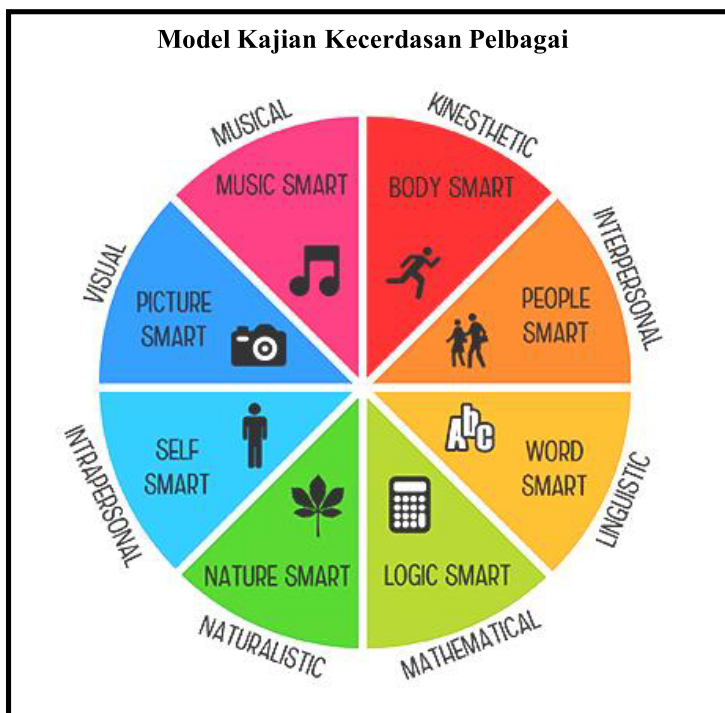 Model Kajian Kecerdasan Pelbagai
MUSICAL
KINESTHETIC
MUSIC SMART
BODY SMART
VISUAL
INTERPERSONAL
PICTURE
SMART
PEOPLE
SMART
AbC
SELF
SMART
WORD
SMART
INTRAPERSONAL
LINGUISTIC
NATURE SMART
LOGIC SMART
NATURALISTIC
MATHEMATICAL